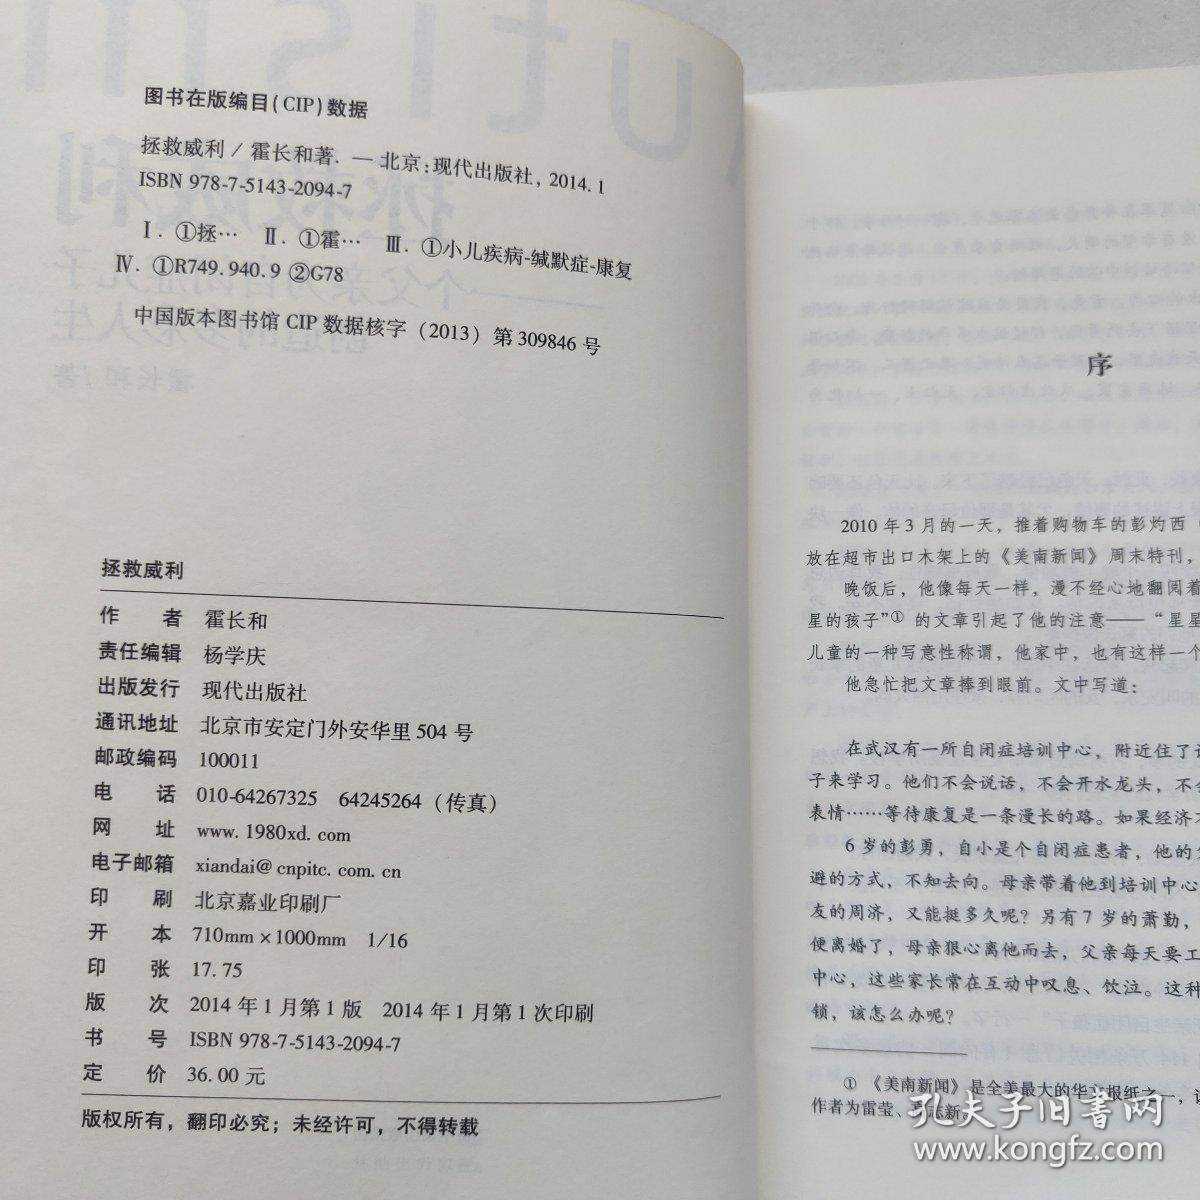 图书在版编目(CIP)数据
拯救威利 / 霍长和著. — 北京:现代出版社, 2014.1
ISBN 978-7-5143-2094-7
Ⅰ. ①拯… Ⅱ. ①霍… Ⅲ. ①小儿疾病-缄默症-康复
Ⅳ. ①R749.940.9 ②G78
中国版本图书馆 CIP 数据核字 (2013) 第 309846 号
拯救威利
作 者 霍长和
责任编辑 杨学庆
出版发行 现代出版社
通讯地址 北京市安定门外安华里 504 号
邮政编码 100011
电 话 010-64267325 64245264 (传真)
网 址 www.1980xd.com
电子邮箱 xiandai@cnpitc.com.cn
印 刷 北京嘉业印刷厂
开 本 710mm×1000mm 1/16
印 张 17.75
版 次 2014 年 1 月第 1 版 2014 年 1 月第 1 次印刷
书 号 ISBN 978-7-5143-2094-7
定 价 36.00 元
版权所有, 翻印必究; 未经许可, 不得转载
序
2010 年 3 月的一天, 推着购物车的彭灼西
放在超市出口木架上的《美南新闻》周末特刊,
晚饭后, 他像每天一样, 漫不经心地翻阅着
星的孩子”① 的文章引起了他的注意——“星星
儿童的一种写意性称谓, 他家中, 也有这样一个
他急忙把文章捧到眼前。文中写道:
在武汉有一所自闭症培训中心, 附近住了许
子来学习。他们不会说话, 不会开水龙头, 不会
表情……等待康复是一条漫长的路。如果经济不
6 岁的彭勇, 自小是个自闭症患者, 他的父
避的方式, 不知去向。母亲带着他到培训中心
友的周济, 又能挺多久呢? 另有 7 岁的萧勤,
便离婚了, 母亲狠心离他而去, 父亲每天要工
中心, 这些家长常在互动中叹息、饮泣。这种
锁, 该怎么办呢?
① 《美南新闻》是全美最大的华文报纸之一,
作者为雷莹、高志新。
孔夫子旧书网
www.kongfz.com